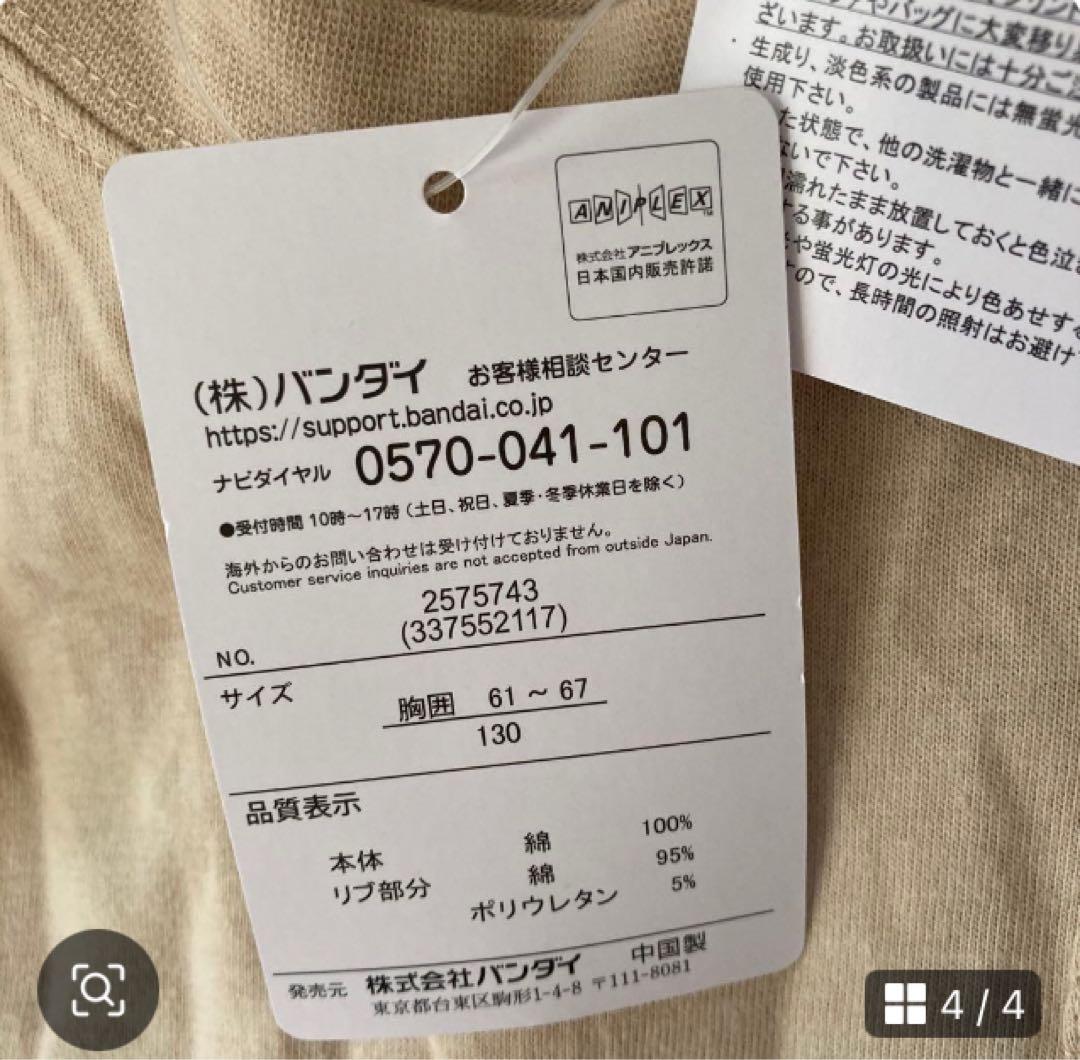 ANIPLEX™
株式会社アニプレックス
日本国内販売許諾
(株)バンダイ お客様相談センター
https://support.bandai.co.jp
ナビダイヤル 0570-041-101
●受付時間 10時～17時（土日、祝日、夏季・冬季休業日を除く）
海外からのお問い合わせは受け付けておりません。
Customer service inquiries are not accepted from outside Japan.
2575743
(337552117)
NO.
サイズ
胸囲 61 ~ 67
130
品質表示
本体 綿 100%
リブ部分 綿 95%
ポリウレタン 5%
発売元 株式会社バンダイ 中国製
東京都台東区駒形1-4-8 〒111-8081
やバッグに大変移り
ざいます。お取扱いには十分ご
・生成り、淡色系の製品には無蛍光
使用下さい。
た状態で、他の洗濯物と一緒に
ないで下さい。
濡れたまま放置しておくと色泣き
する事があります。
や蛍光灯の光により色あせする
ので、長時間の照射はお避け
4 / 4